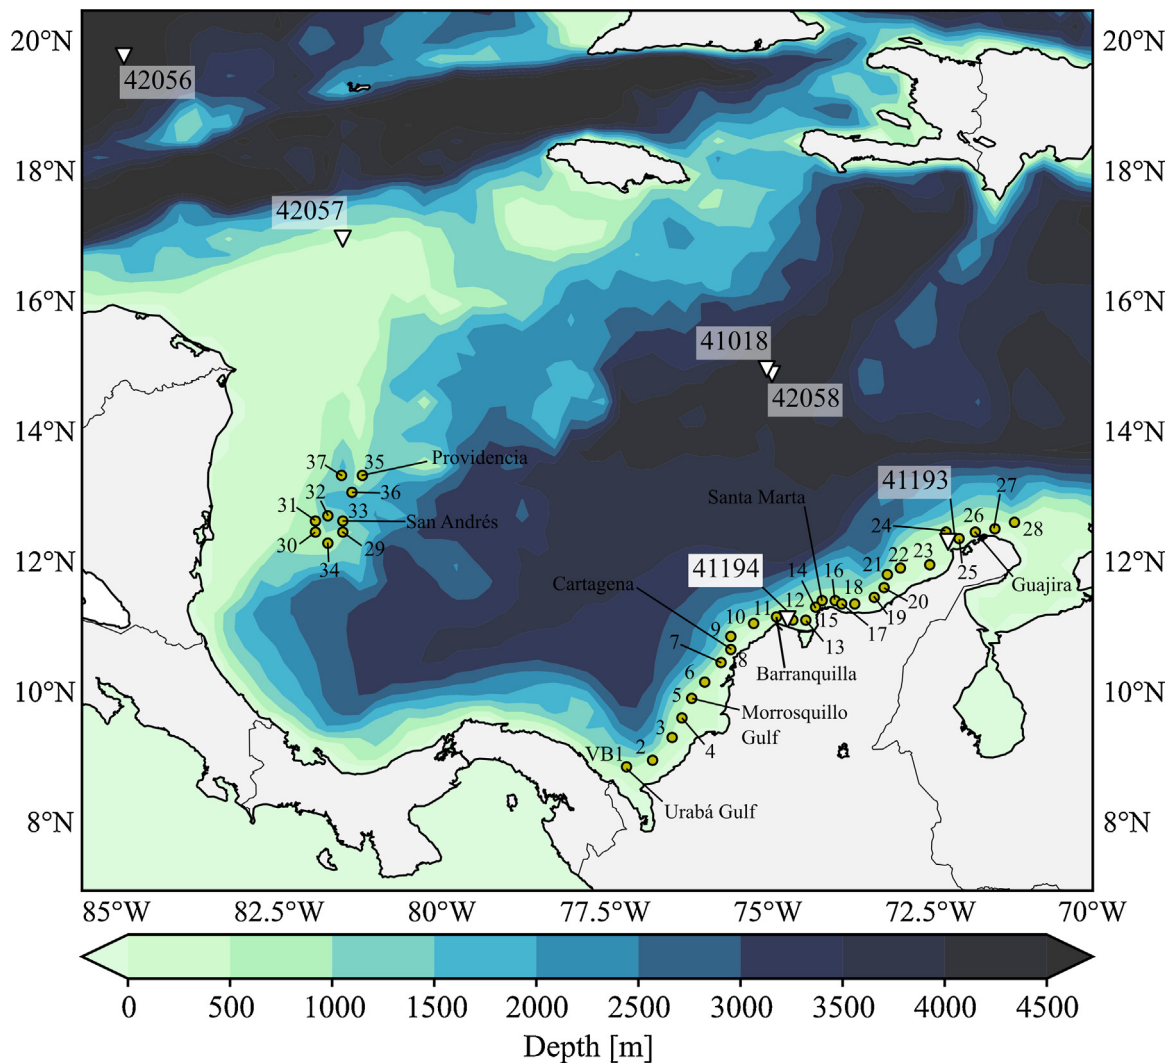 20°N
20°N
42056
18°N
18°N
42057
16°N
16°N
41018
42058
14°N
14°N
37
35
Providencia
36
41193
27
Santa Marta
31
32
33
San Andrés
24
26
28
30
29
12°N
12°N
34
41194
14
16
21
22
23
25
Guajira
Cartagena
18
20
11
12
15
19
9
10
13
17
7
8
Barranquilla
6
10°N
10°N
5
Morrosquillo
Gulf
3
4
VB1
2
Urabá Gulf
8°N
8°N
85°W
82.5°W
80°W
77.5°W
75°W
72.5°W
70°W
0
500
1000
1500
2000
2500
3000
3500
4000
4500
Depth [m]